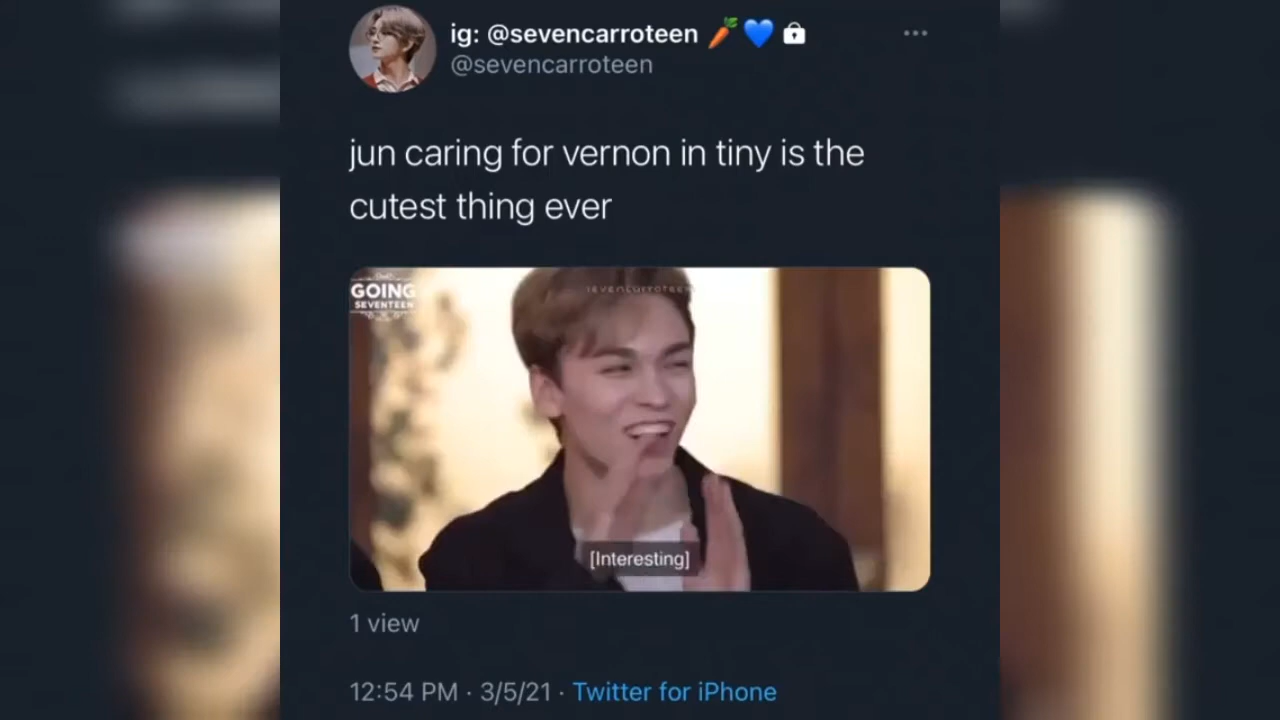 ig: @sevencarroteen 🥕💙🔒
@sevencarroteen
jun caring for vernon in tiny is the
cutest thing ever
GOING
SEVENTEEN
sevencarroteen
[Interesting]
1 view
12:54 PM · 3/5/21 · Twitter for iPhone